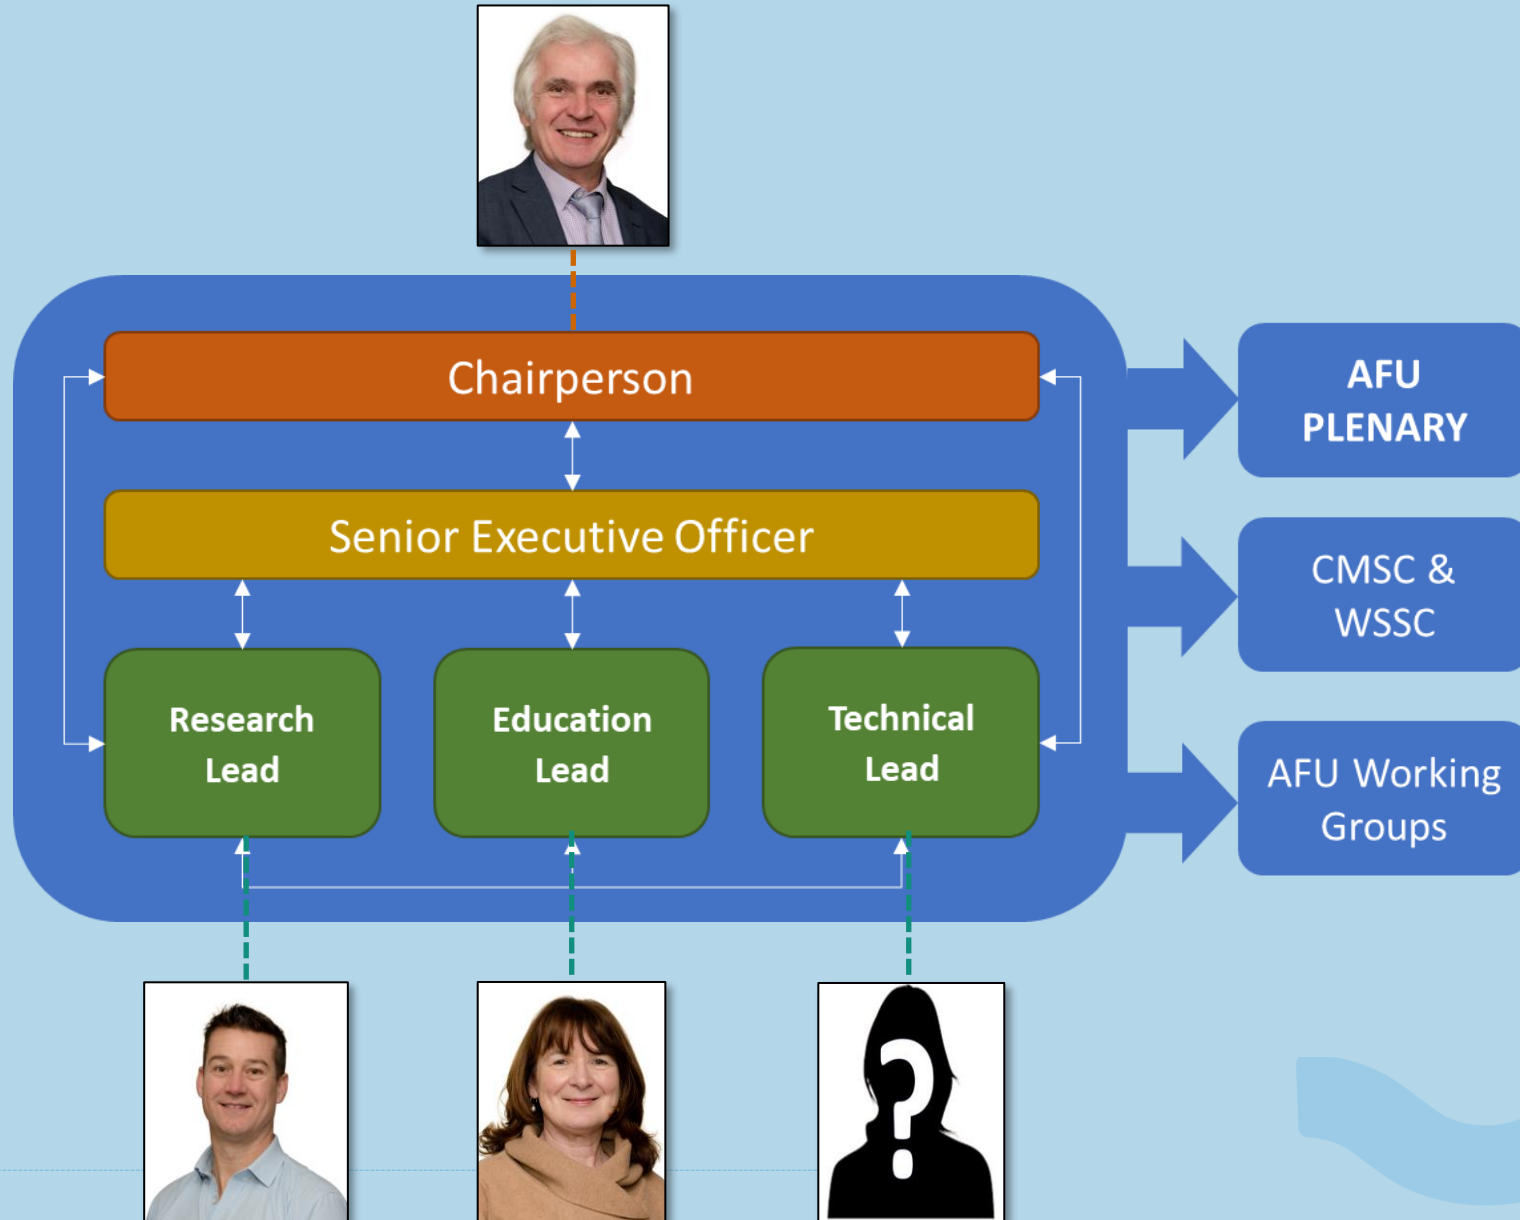 Chairperson
AFU
PLENARY
Senior Executive Officer
CMSC &
WSSC
Research
Lead
Education
Lead
Technical
Lead
AFU Working
Groups
?